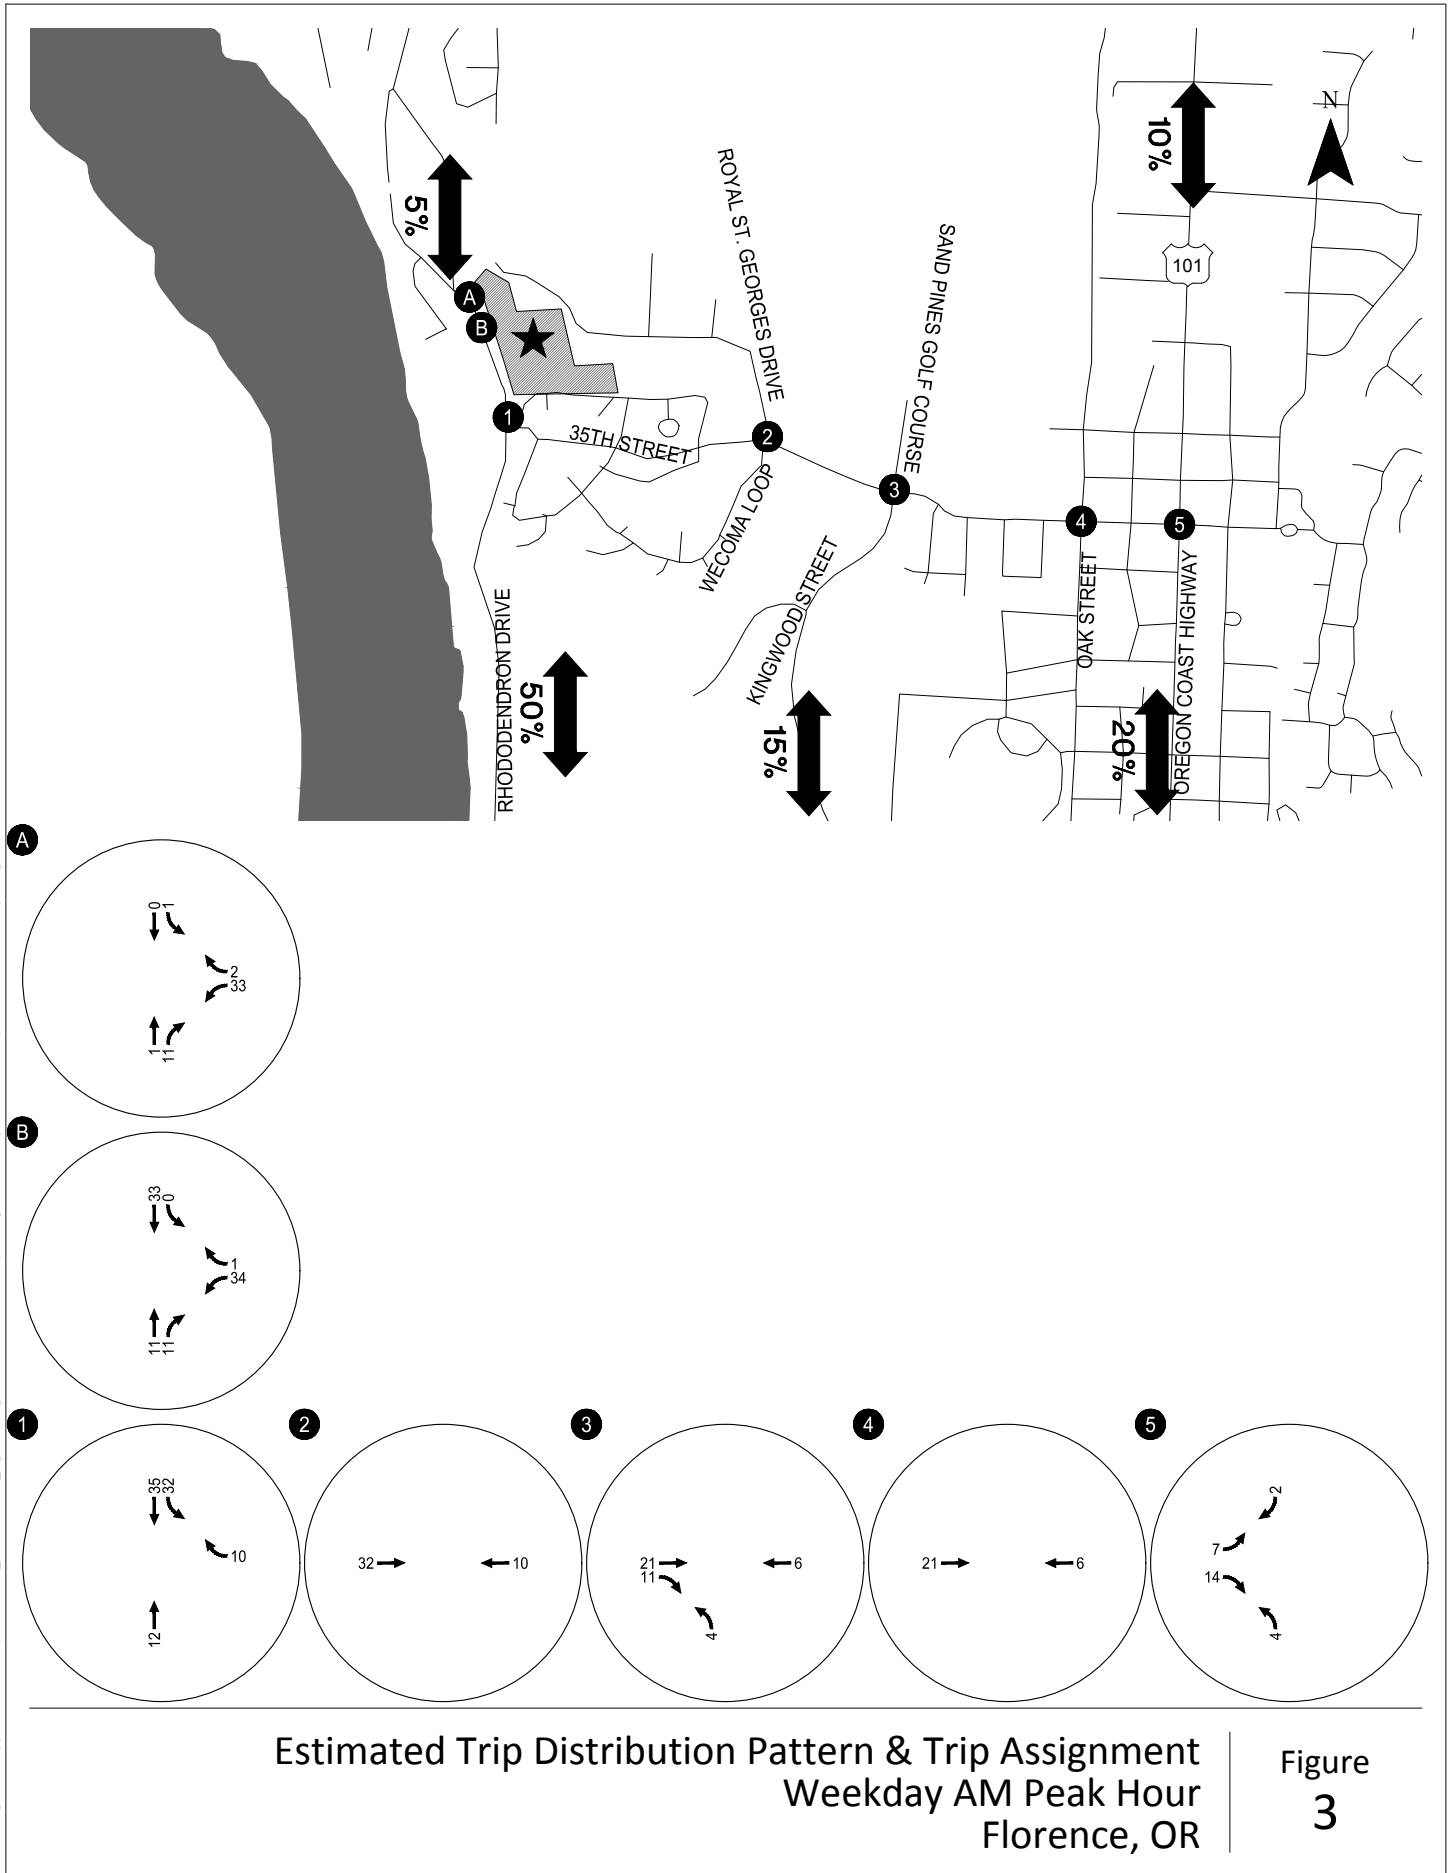 N
10%
5%
101
ROYAL ST. GEORGES DRIVE
SAND PINES GOLF COURSE
A
B
1
35TH STREET
2
3
4
5
WECOMA LOOP
KINGWOOD STREET
OAK STREET
OREGON COAST HIGHWAY
RHODODENDRON DRIVE
50%
15%
20%
A
0
1
2
33
1
11
B
33
0
1
34
11
11
1
35
32
10
12
2
32
10
3
21
11
6
4
4
21
6
5
2
7
14
4
Estimated Trip Distribution Pattern & Trip Assignment
Weekday AM Peak Hour
Florence, OR
Figure
3